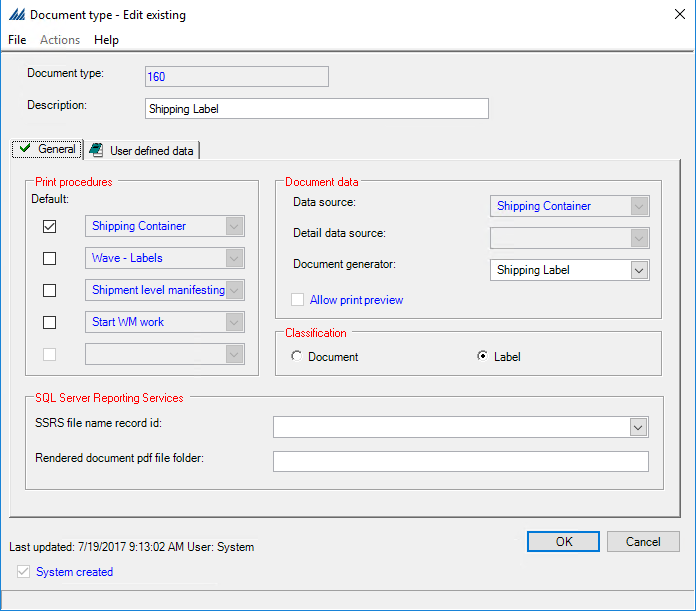 Document type - Edit existing
File Actions Help
Document type: 160
Description: Shipping Label
General User defined data
Print procedures
Default:
Shipping Container
Wave - Labels
Shipment level manifesting
Start WM work
Document data
Data source: Shipping Container
Detail data source:
Document generator: Shipping Label
Allow print preview
Classification
Document Label
SQL Server Reporting Services
SSRS file name record id:
Rendered document pdf file folder:
Last updated: 7/19/2017 9:13:02 AM User: System
OK Cancel
System created